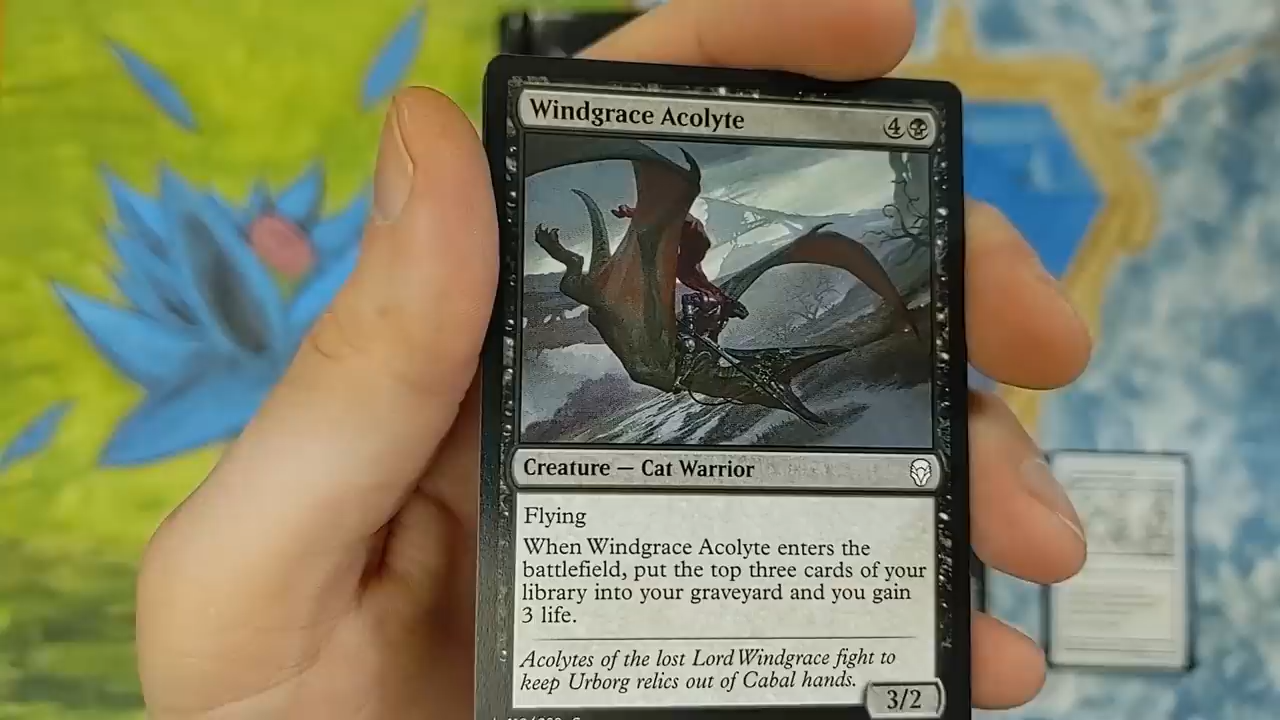 Windgrace Acolyte 4
Creature — Cat Warrior
Flying
When Windgrace Acolyte enters the
battlefield, put the top three cards of your
library into your graveyard and you gain
3 life.
Acolytes of the lost Lord Windgrace fight to
keep Urborg relics out of Cabal hands.
3/2